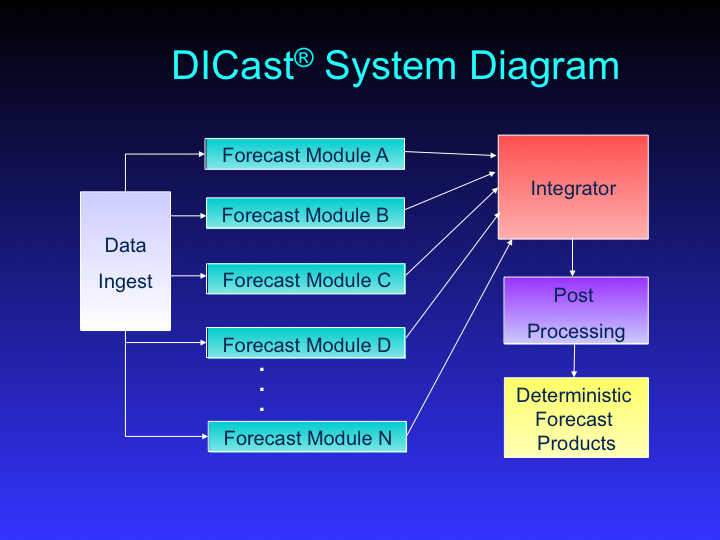 DICast® System Diagram
Forecast Module A
Forecast Module B
Forecast Module C
Forecast Module D
.
.
.
Forecast Module N
Data
Ingest
Integrator
Post
Processing
Deterministic
Forecast
Products